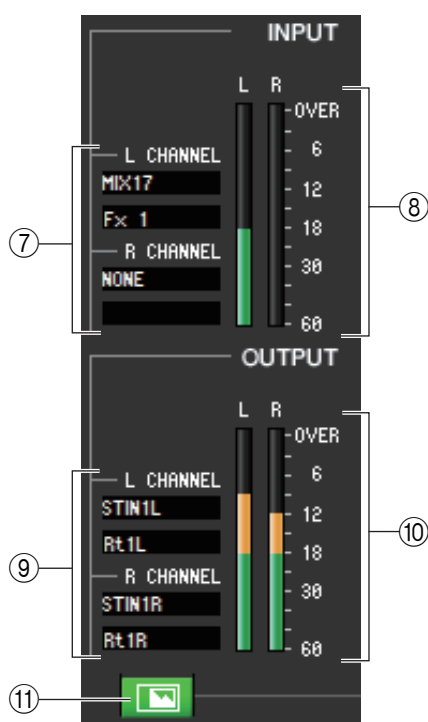 INPUT
L R
OVER
6
12
18
30
60
L CHANNEL
MIX17
Fx 1
R CHANNEL
NONE
⑦
⑧
OUTPUT
L R
OVER
6
12
18
30
60
L CHANNEL
STIN1L
Rt1L
R CHANNEL
STIN1R
Rt1R
⑨
⑩
⑪